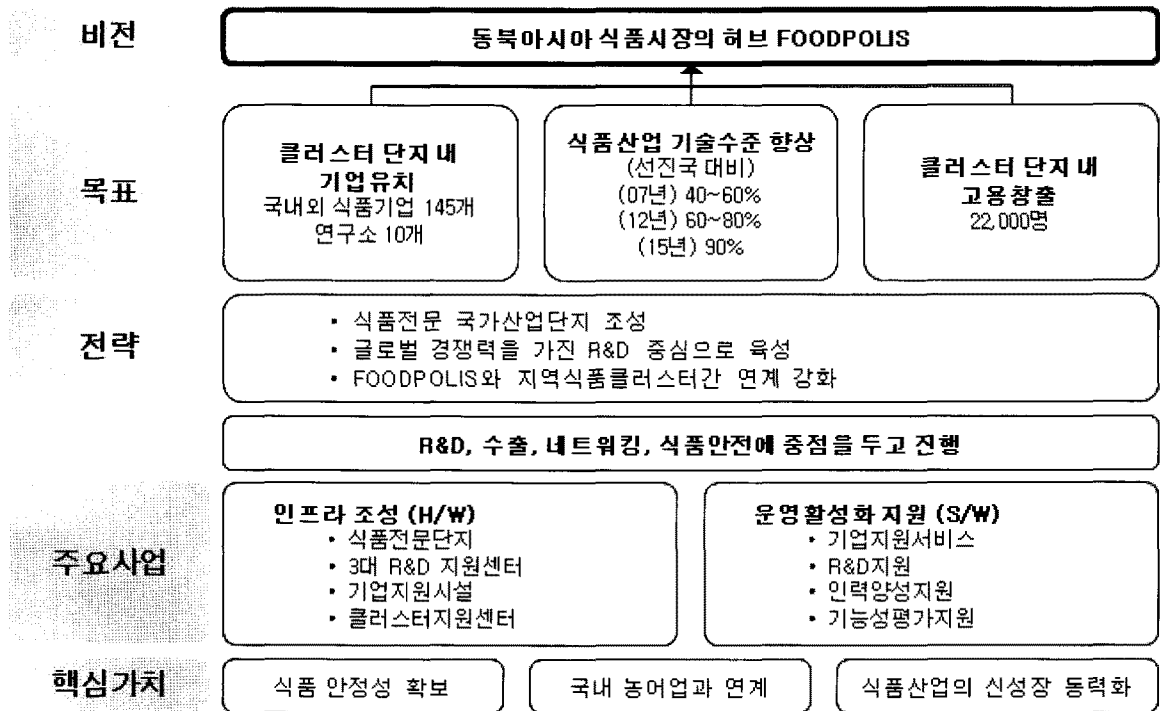 비전
동북아시아 식품시장의 허브 FOODPOLIS
목표
클러스터 단지 내
기업유치
국내외 식품기업 145개
연구소 10개
식품산업 기술수준 향상
(선진국 대비)
(07년) 40~60%
(12년) 60~80%
(15년) 90%
클러스터 단지 내
고용창출
22,000명
전략
• 식품전문 국가산업단지 조성
• 글로벌 경쟁력을 가진 R&D 중심으로 육성
• FOODPOLIS와 지역식품클러스터간 연계 강화
R&D, 수출, 네트워킹, 식품안전에 중점을 두고 진행
주요사업
인프라 조성 (H/W)
• 식품전문단지
• 3대 R&D 지원센터
• 기업지원시설
• 클러스터지원센터
운영활성화 지원 (S/W)
• 기업지원서비스
• R&D지원
• 인력양성지원
• 기능성평가지원
핵심가치
식품 안정성 확보
국내 농어업과 연계
식품산업의 신성장 동력화